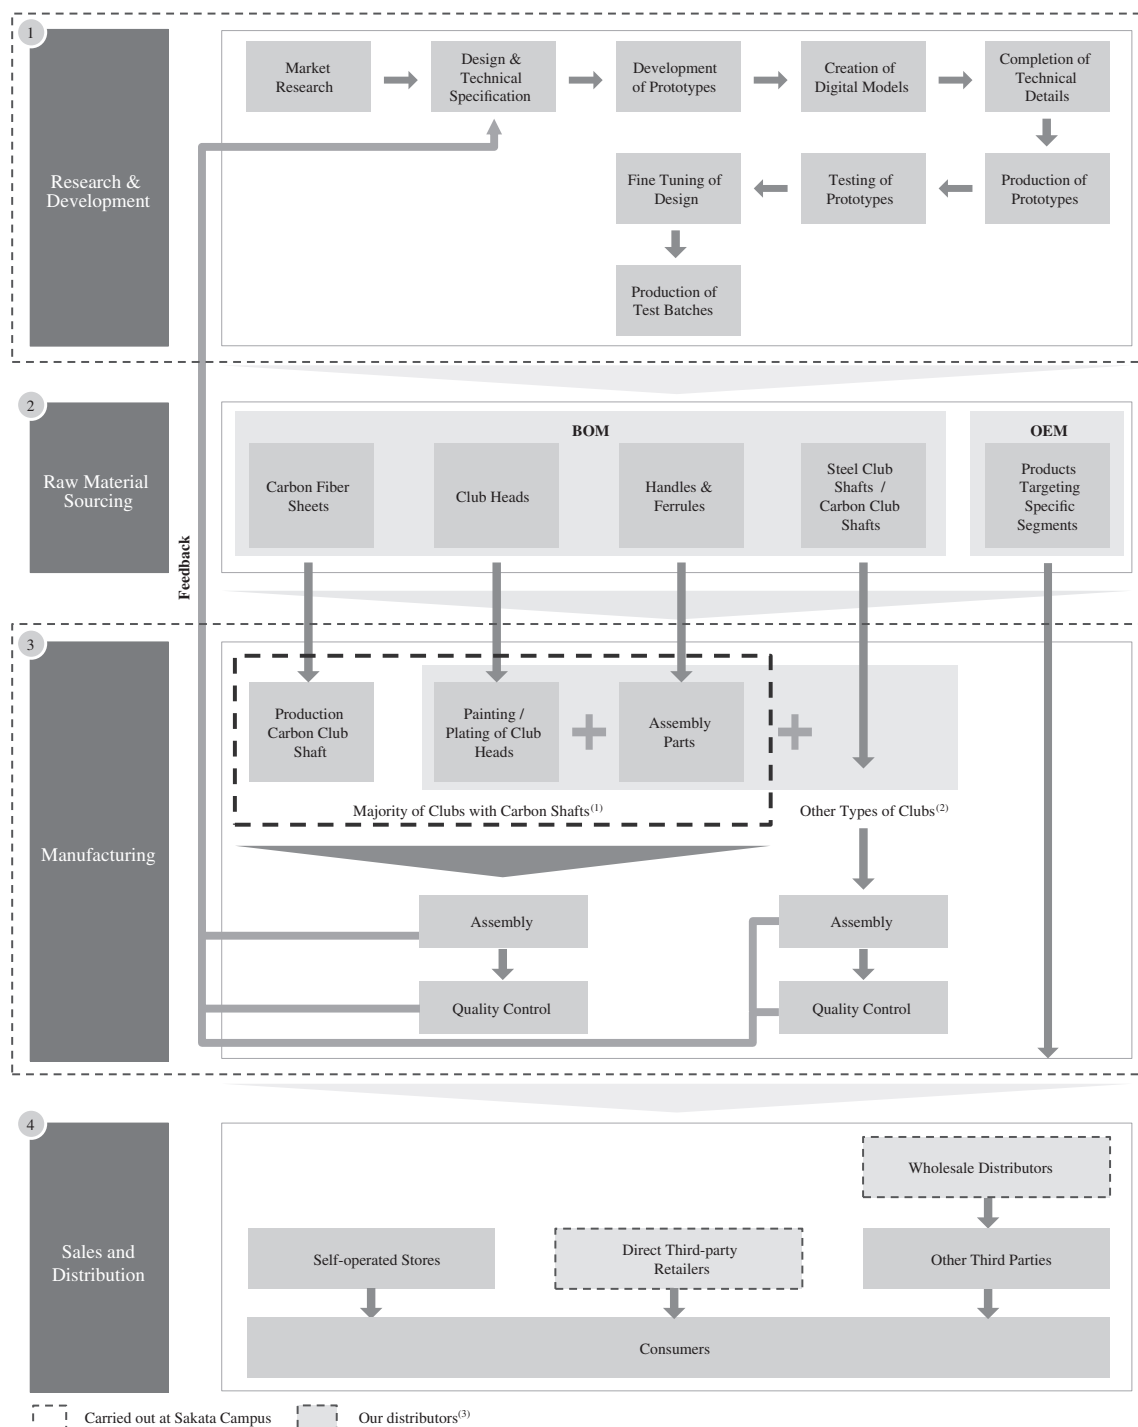 1
Research &
Development
Market
Research
Design &
Technical
Specification
Development
of Prototypes
Creation of
Digital Models
Completion of
Technical
Details
Fine Tuning of
Design
Testing of
Prototypes
Production of
Prototypes
Production of
Test Batches
2
Raw Material
Sourcing
BOM
Carbon Fiber
Sheets
Club Heads
Handles &
Ferrules
Steel Club
Shafts /
Carbon Club
Shafts
OEM
Products
Targeting
Specific
Segments
Feedback
3
Manufacturing
Production
Carbon Club
Shaft
Painting /
Plating of Club
Heads
Assembly
Parts
Majority of Clubs with Carbon Shafts(1)
Other Types of Clubs(2)
Assembly
Quality Control
Assembly
Quality Control
4
Sales and
Distribution
Wholesale Distributors
Self-operated Stores
Direct Third-party
Retailers
Other Third Parties
Consumers
Carried out at Sakata Campus
Our distributors(3)